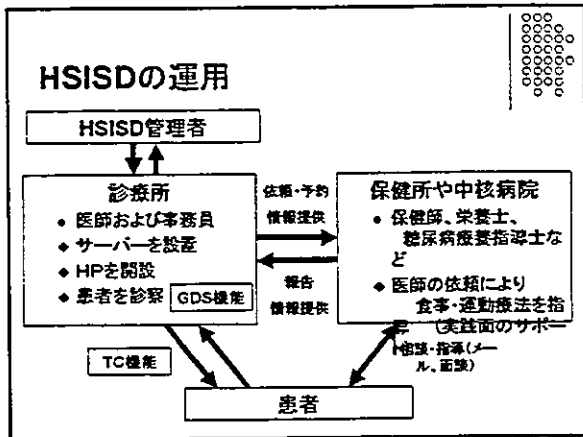 HSISDの運用
HSISD管理者
診療所
● 医師および事務員
● サーバーを設置
● HPを開設
● 患者を診察
GDS機能
依頼・予約
情報提供
報告
情報提供
保健所や中核病院
● 保健師、栄養士、
糖尿病療養指導士な
ど
● 医師の依頼により
食事・運動療法を指
(実践面のサポー
ト相談・指導(メー
ル、面談)
TC機能
患者